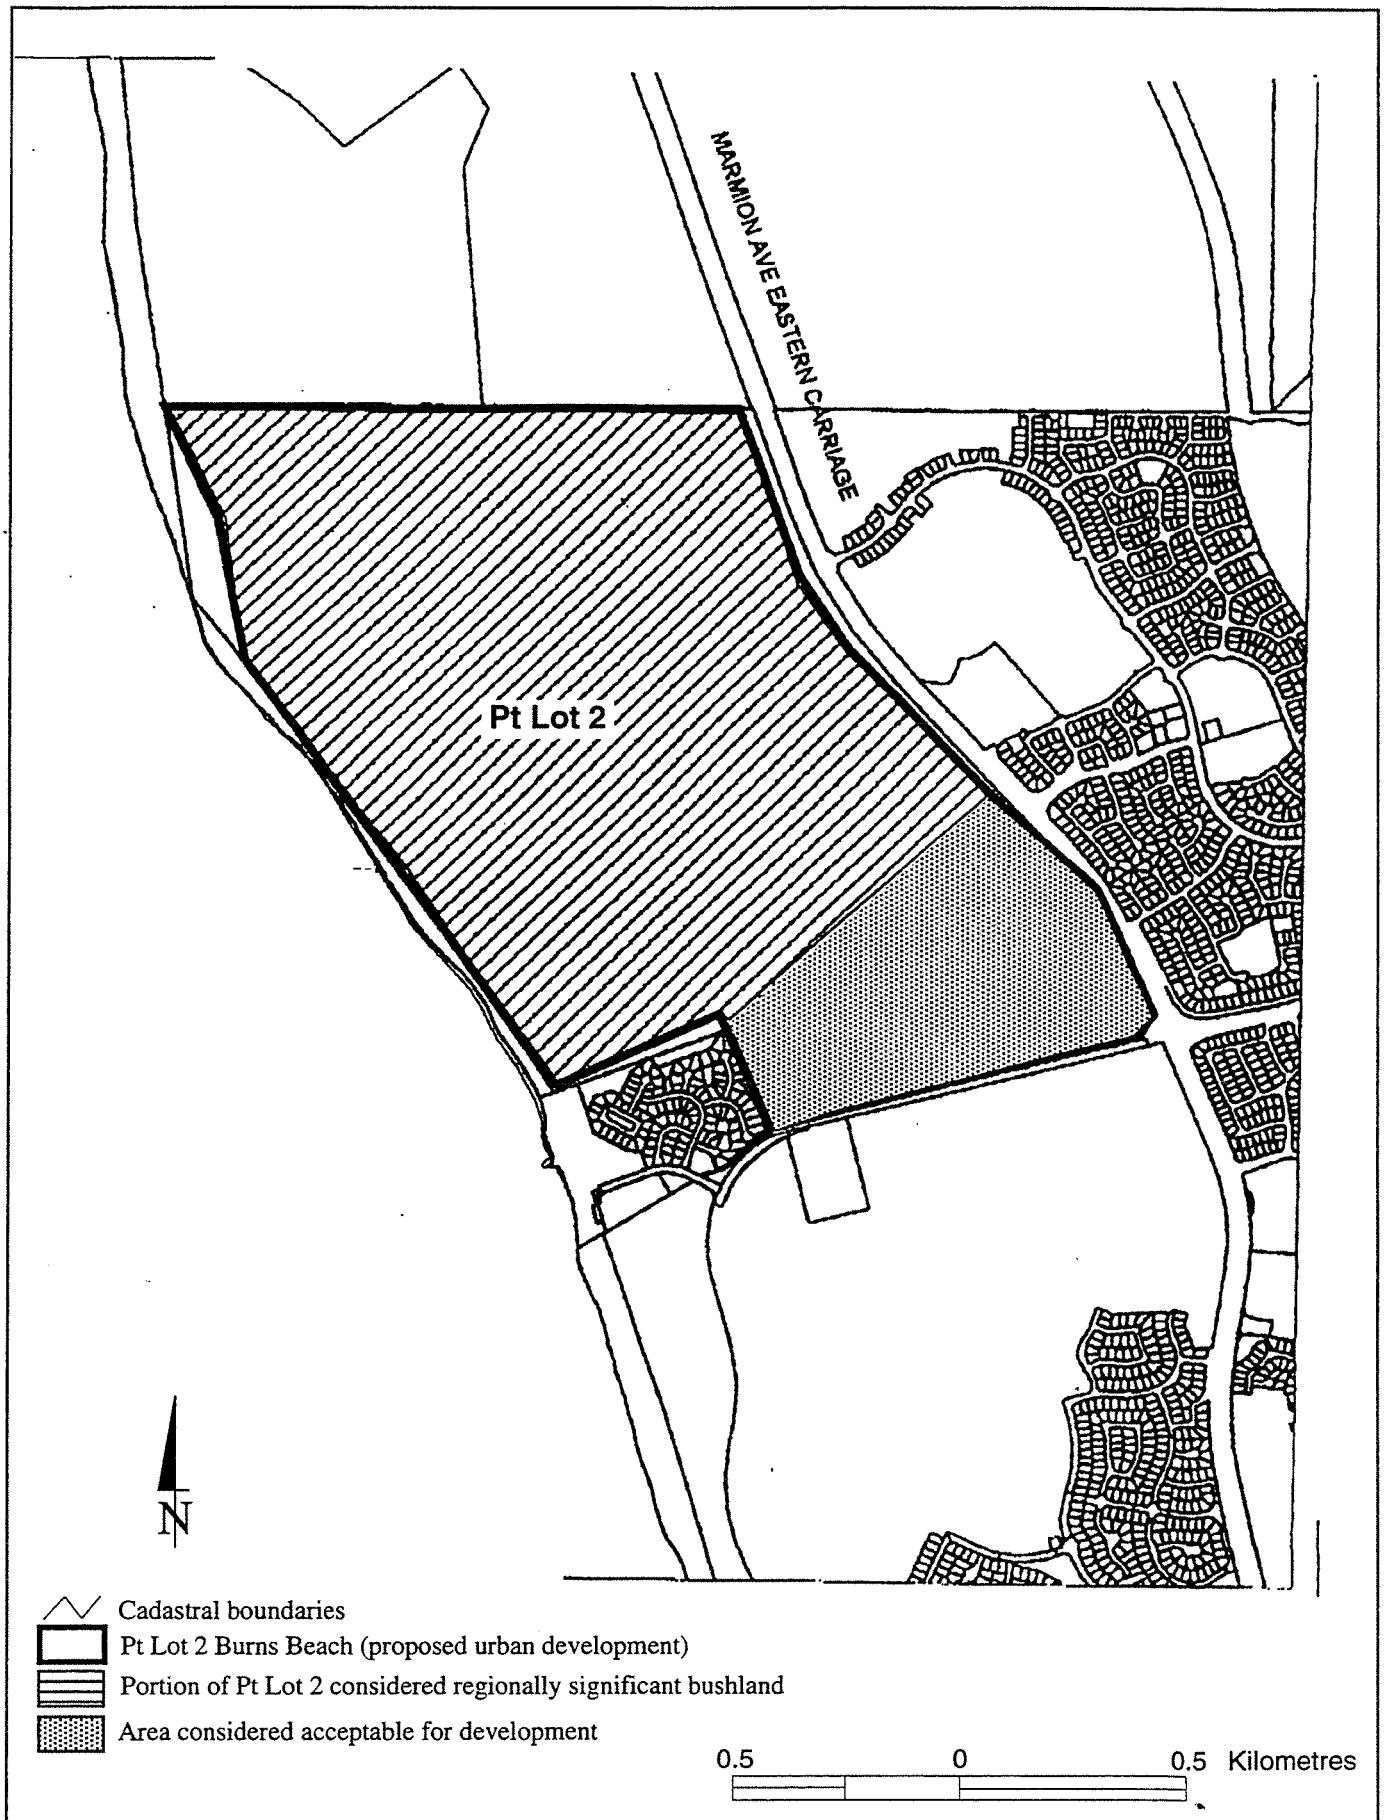 MARMION AVE EASTERN CARRIAGE
Pt Lot 2
N
Cadastral boundaries
Pt Lot 2 Burns Beach (proposed urban development)
Portion of Pt Lot 2 considered regionally significant bushland
Area considered acceptable for development
0.5 0 0.5 Kilometres